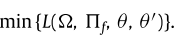 min {L(Ω, Π_f, θ, θ′)}.